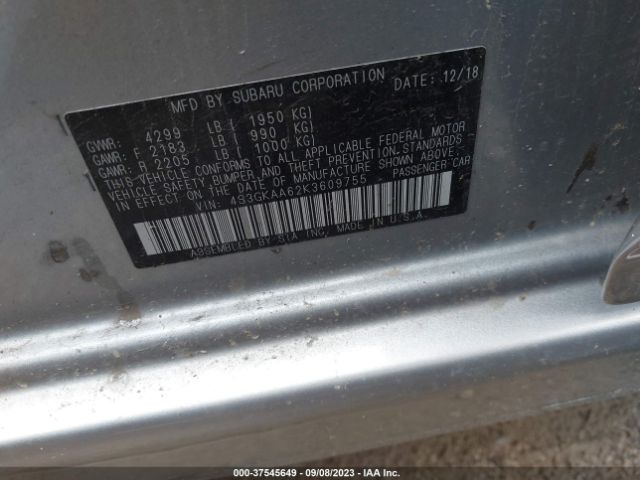 MFD BY SUBARU CORPORATION DATE: 12/18
GVWR: 4299 LB ( 1950 KG)
GAWR: F 2183 LB ( 990 KG)
GAWR: R 2205 LB ( 1000 KG)
THIS VEHICLE CONFORMS TO ALL APPLICABLE FEDERAL MOTOR
VEHICLE SAFETY, BUMPER, AND THEFT PREVENTION STANDARDS
IN EFFECT ON THE DATE OF MANUFACTURE SHOWN ABOVE.
VIN: 4S3GKAA62K3609755 PASSENGER CAR
ASSEMBLED BY SIA INC. MADE IN U.S.A.
000-37545649 - 09/08/2023 - IAA Inc.